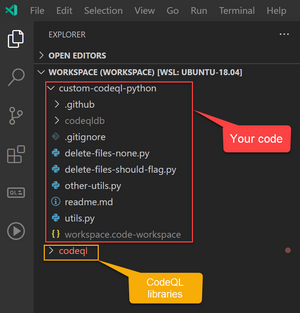 File Edit Selection View Go Run Terminal Help
EXPLORER
OPEN EDITORS
WORKSPACE (WORKSPACE) [WSL: UBUNTU-18.04]
custom-codeql-python
.github
codeqldb
.gitignore
delete-files-none.py
delete-files-should-flag.py
other-utils.py
readme.md
utils.py
{} workspace.code-workspace
codeql
Your code
CodeQL
libraries
QL